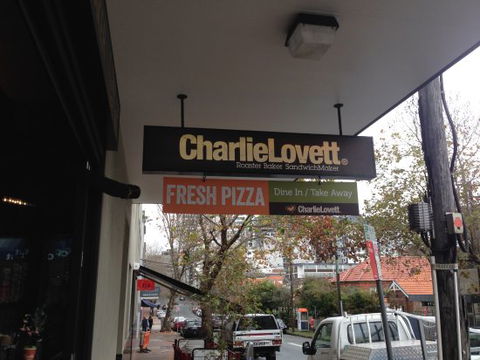 CharlieLovett®
Roaster Baker SandwichMaker
FRESH PIZZA
Dine In / Take Away
CharlieLovett.